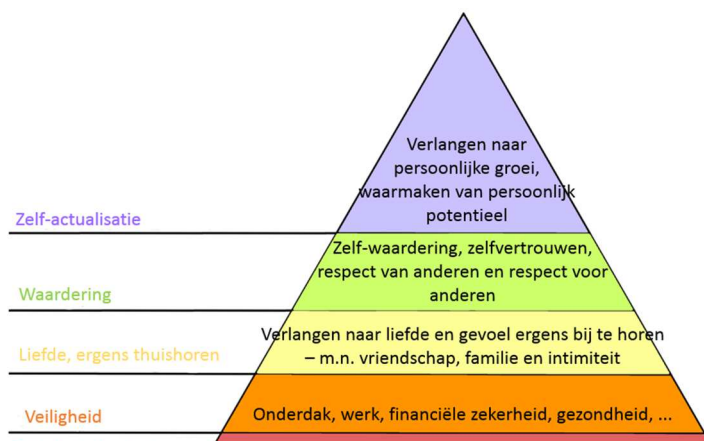 Verlangen naar
persoonlijke groei,
waarmaken van persoonlijk
potentieel
Zelf-actualisatie
Zelf-waardering, zelfvertrouwen,
respect van anderen en respect voor
anderen
Waardering
Verlangen naar liefde en gevoel ergens bij te horen
– m.n. vriendschap, familie en intimiteit
Liefde, ergens thuishoren
Onderdak, werk, financiële zekerheid, gezondheid, ...
Veiligheid